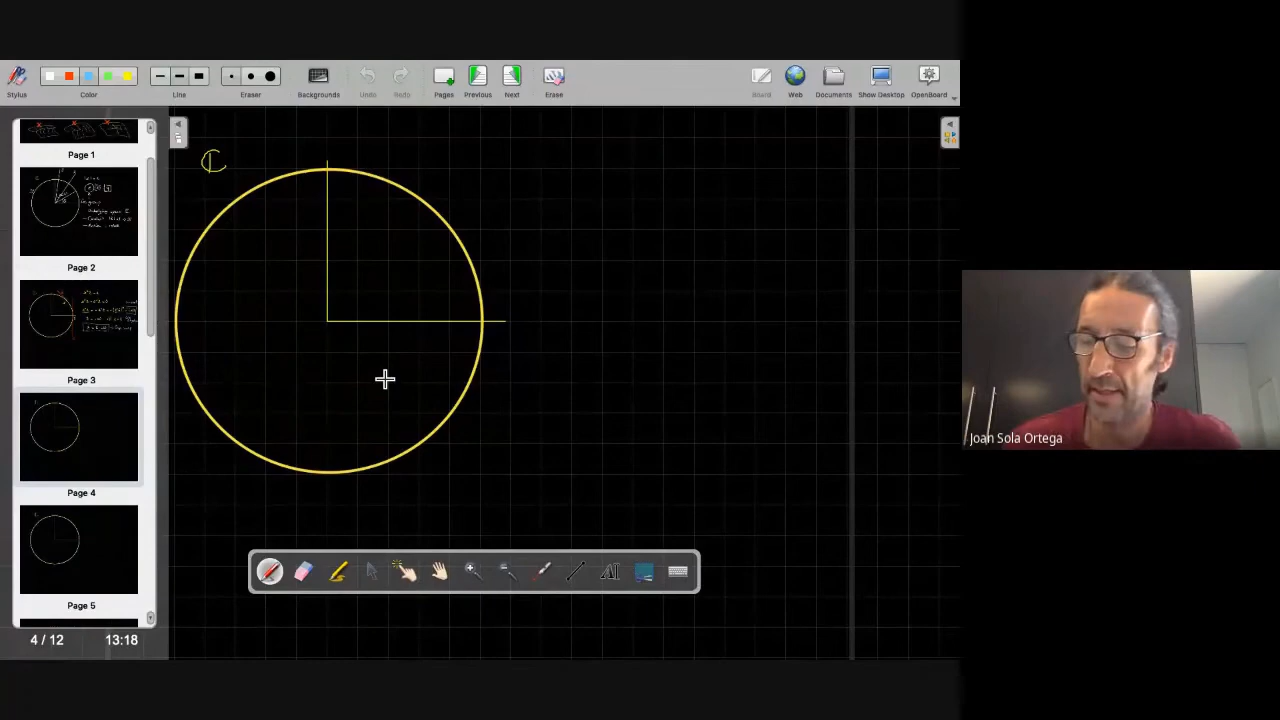 Stylus
Color
Line
Eraser
Backgrounds
Undo
Redo
Pages
Previous
Next
Erase
Board
Web
Documents
Show Desktop
OpenBoard
Page 1
Page 2
Page 3
Page 4
Page 5
4 / 12
13:18
ℂ
AI
Joan Sola Ortega